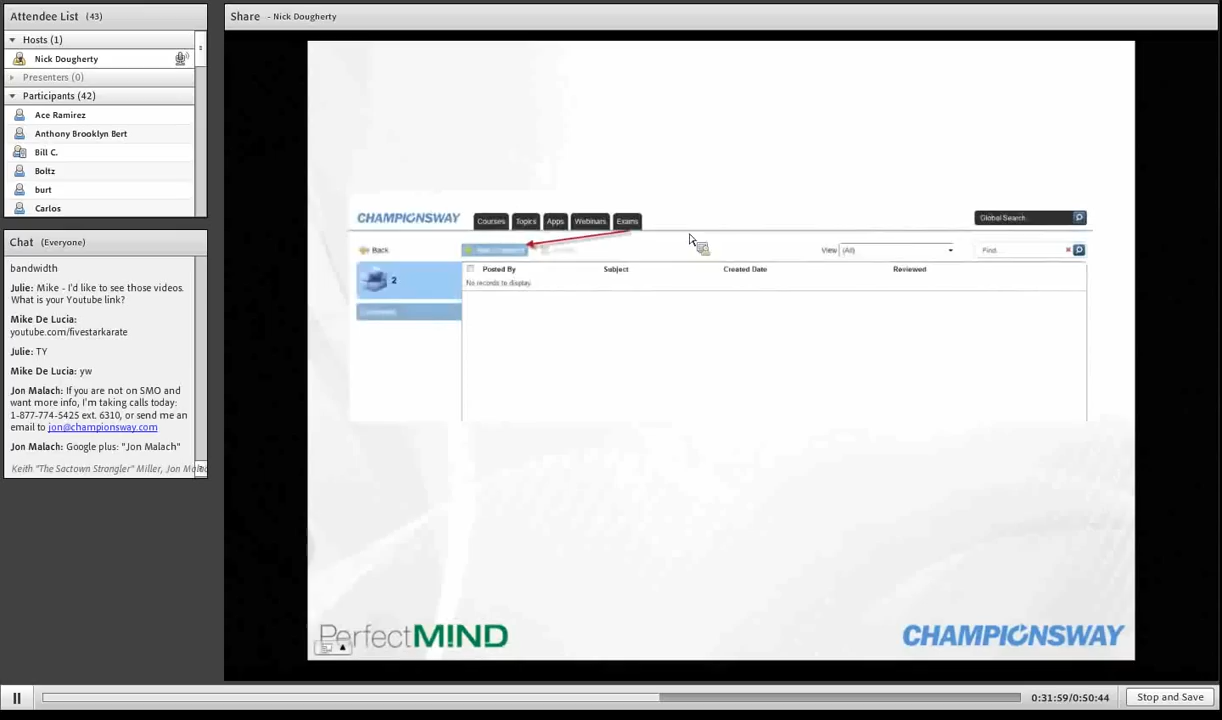 Attendee List (43)
Hosts (1)
Nick Dougherty
Presenters (0)
Participants (42)
Ace Ramirez
Anthony Brooklyn Bert
Bill C.
Boltz
burt
Carlos
Chat (Everyone)
bandwidth
Julie: Mike - I'd like to see those videos.
What is your Youtube link?
Mike De Lucia:
youtube.com/fivestarkarate
Julie: TY
Mike De Lucia: yw
Jon Malach: If you are not on SMO and
want more info, I'm taking calls today:
1-877-774-5425 ext. 6310, or send me an
email to jon@championsway.com
Jon Malach: Google plus: "Jon Malach"
Keith "The Sactown Strangler" Miller, Jon
Share - Nick Dougherty
CHAMPIONSWAY
Courses Topics Apps Webinars Exams
Global Search
Back
View (All)
Find...
2
Posted By Subject Created Date Reviewed
No records to display.
PerfectMIND
CHAMPIONSWAY
0:31:59/0:50:44
Stop and Save